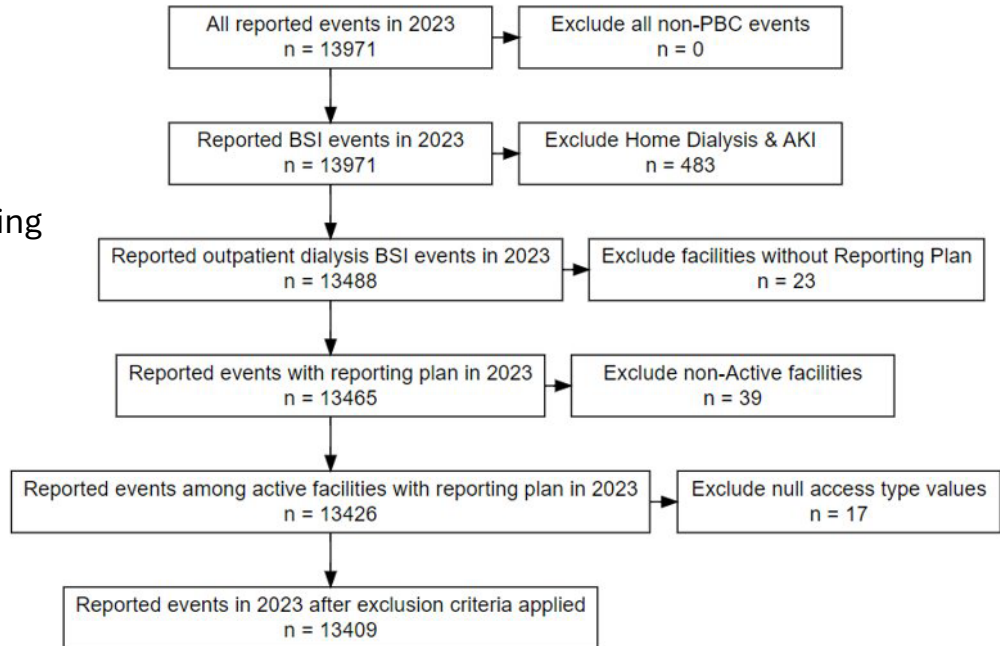 All reported events in 2023
n = 13971
Exclude all non-PBC events
n = 0
Reported BSI events in 2023
n = 13971
Exclude Home Dialysis & AKI
n = 483
ing
Reported outpatient dialysis BSI events in 2023
n = 13488
Exclude facilities without Reporting Plan
n = 23
Reported events with reporting plan in 2023
n = 13465
Exclude non-Active facilities
n = 39
Reported events among active facilities with reporting plan in 2023
n = 13426
Exclude null access type values
n = 17
Reported events in 2023 after exclusion criteria applied
n = 13409